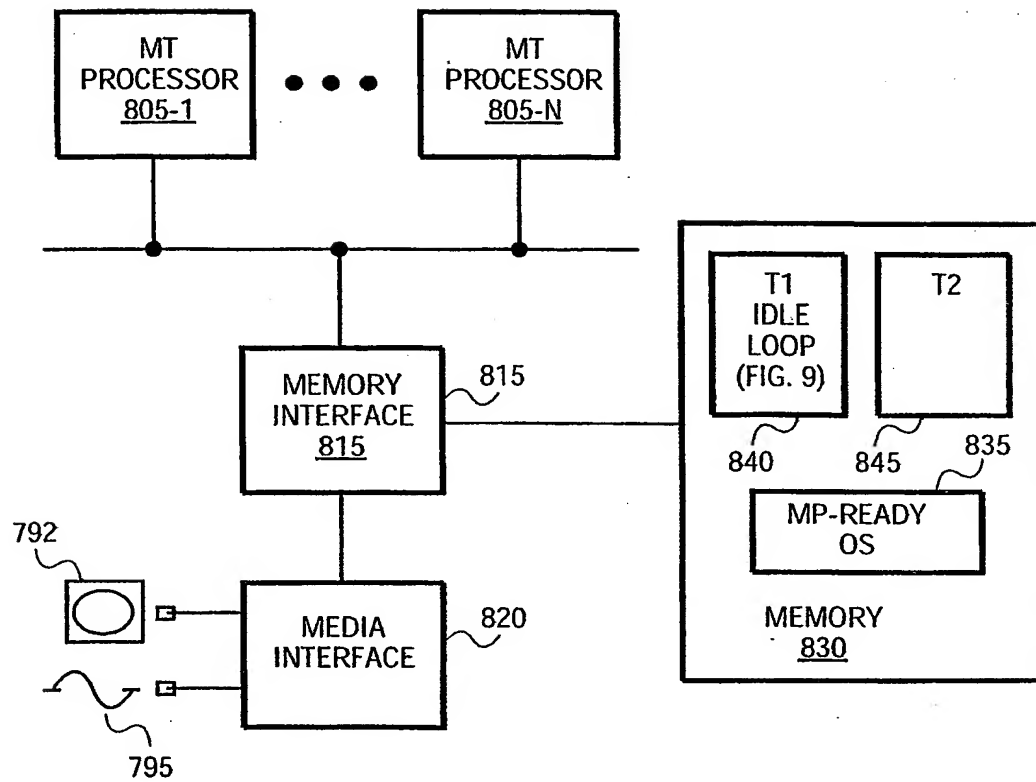 MT
PROCESSOR
805-1
MT
PROCESSOR
805-N
T1
IDLE
LOOP
(FIG. 9)
T2
840
845
835
MP-READY
OS
MEMORY
830
MEMORY
INTERFACE
815
815
792
MEDIA
INTERFACE
820
795